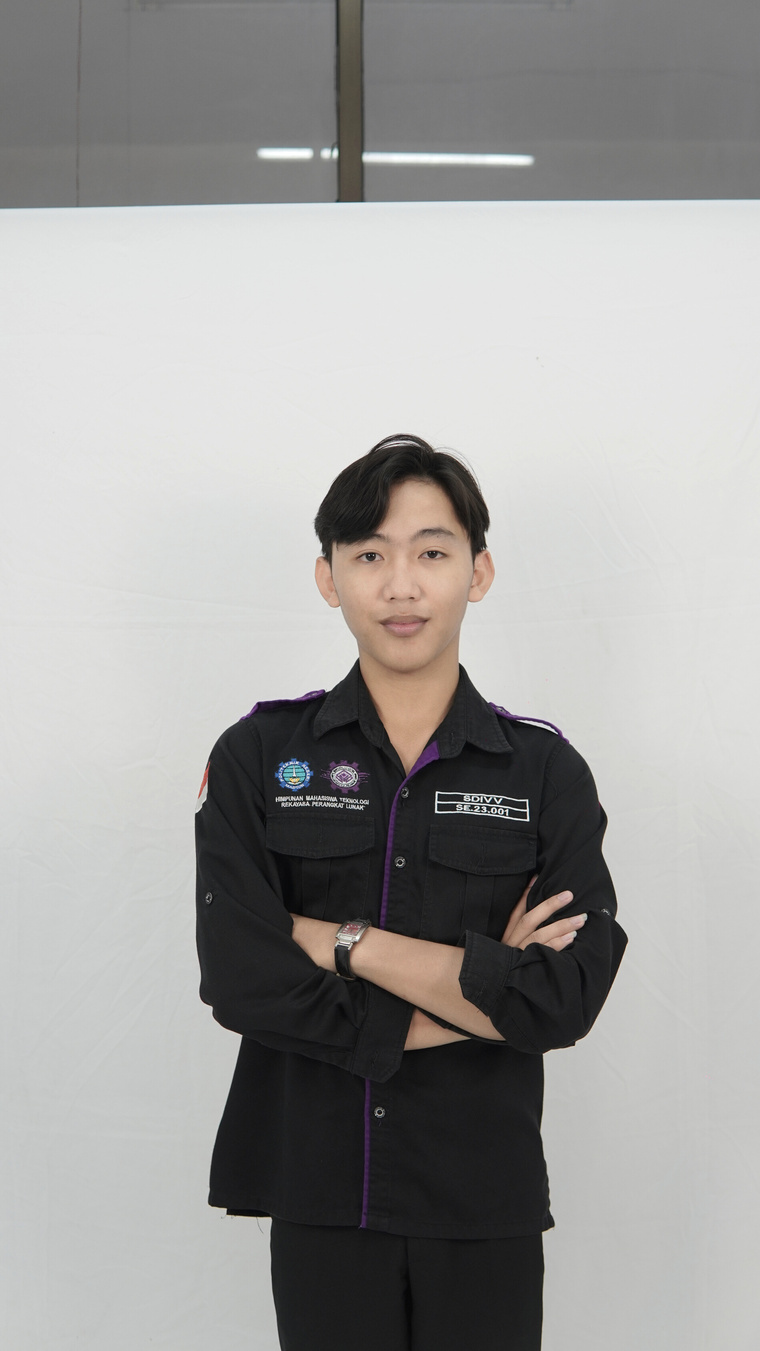 HIMPUNAN MAHASISWA TEKNOLOGI
REKAYASA PERANGKAT LUNAK
SDIVV
SE.23.001